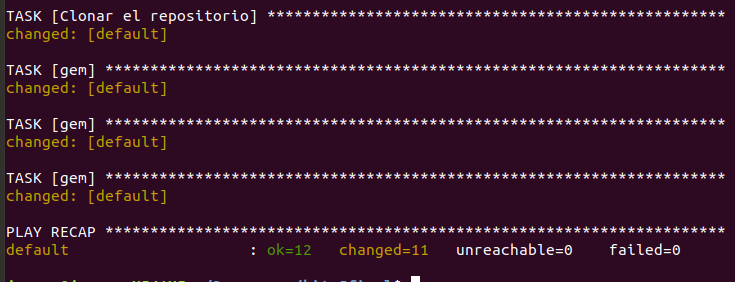 TASK [Clonar el repositorio] ***************************************************
changed: [default]
TASK [gem] *********************************************************************
changed: [default]
TASK [gem] *********************************************************************
changed: [default]
TASK [gem] *********************************************************************
changed: [default]
PLAY RECAP *********************************************************************
default : ok=12 changed=11 unreachable=0 failed=0